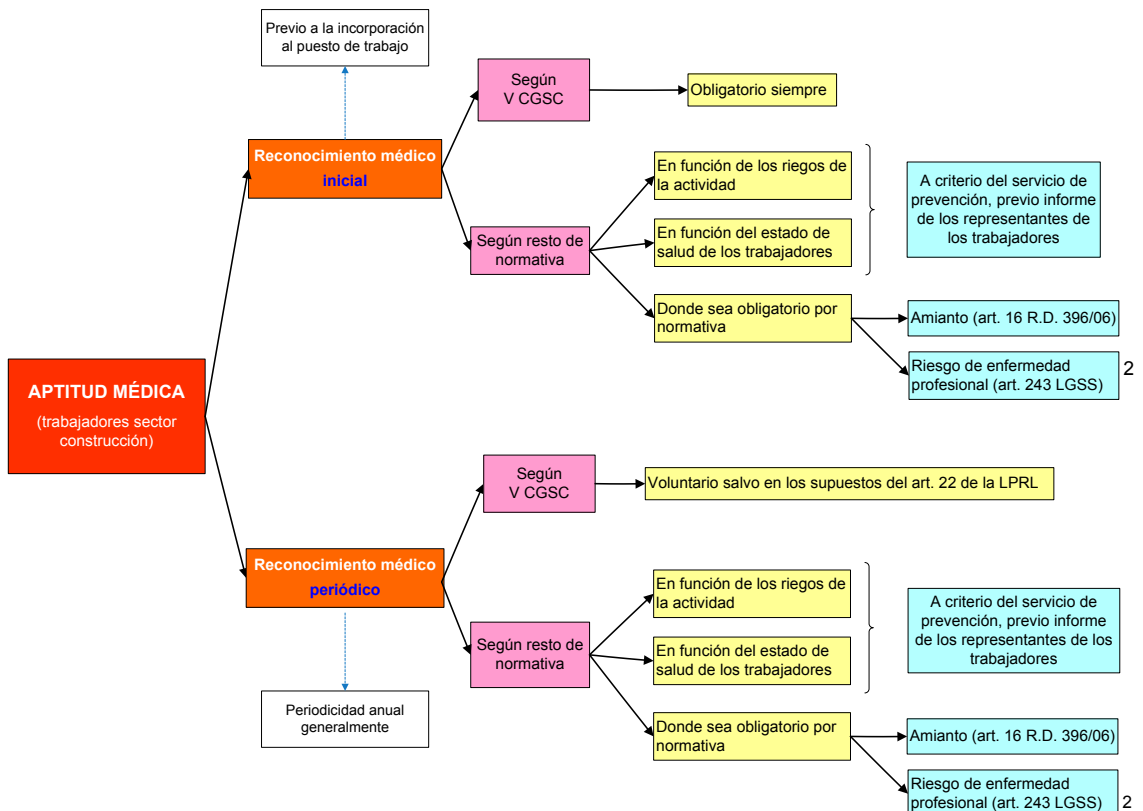 Previo a la incorporación
al puesto de trabajo
Según
V CGSC
Obligatorio siempre
Reconocimiento médico
inicial
En función de los riegos de
la actividad
A criterio del servicio de
prevención, previo informe
de los representantes de
los trabajadores
Según resto de
normativa
En función del estado de
salud de los trabajadores
Donde sea obligatorio por
normativa
Amianto (art. 16 R.D. 396/06)
Riesgo de enfermedad
profesional (art. 243 LGSS)
2
APTITUD MÉDICA
(trabajadores sector
construcción)
Según
V CGSC
Voluntario salvo en los supuestos del art. 22 de la LPRL
Reconocimiento médico
periódico
En función de los riegos de
la actividad
A criterio del servicio de
prevención, previo informe
de los representantes de los
trabajadores
Según resto de
normativa
En función del estado de
salud de los trabajadores
Periodicidad anual
generalmente
Donde sea obligatorio por
normativa
Amianto (art. 16 R.D. 396/06)
Riesgo de enfermedad
profesional (art. 243 LGSS)
2